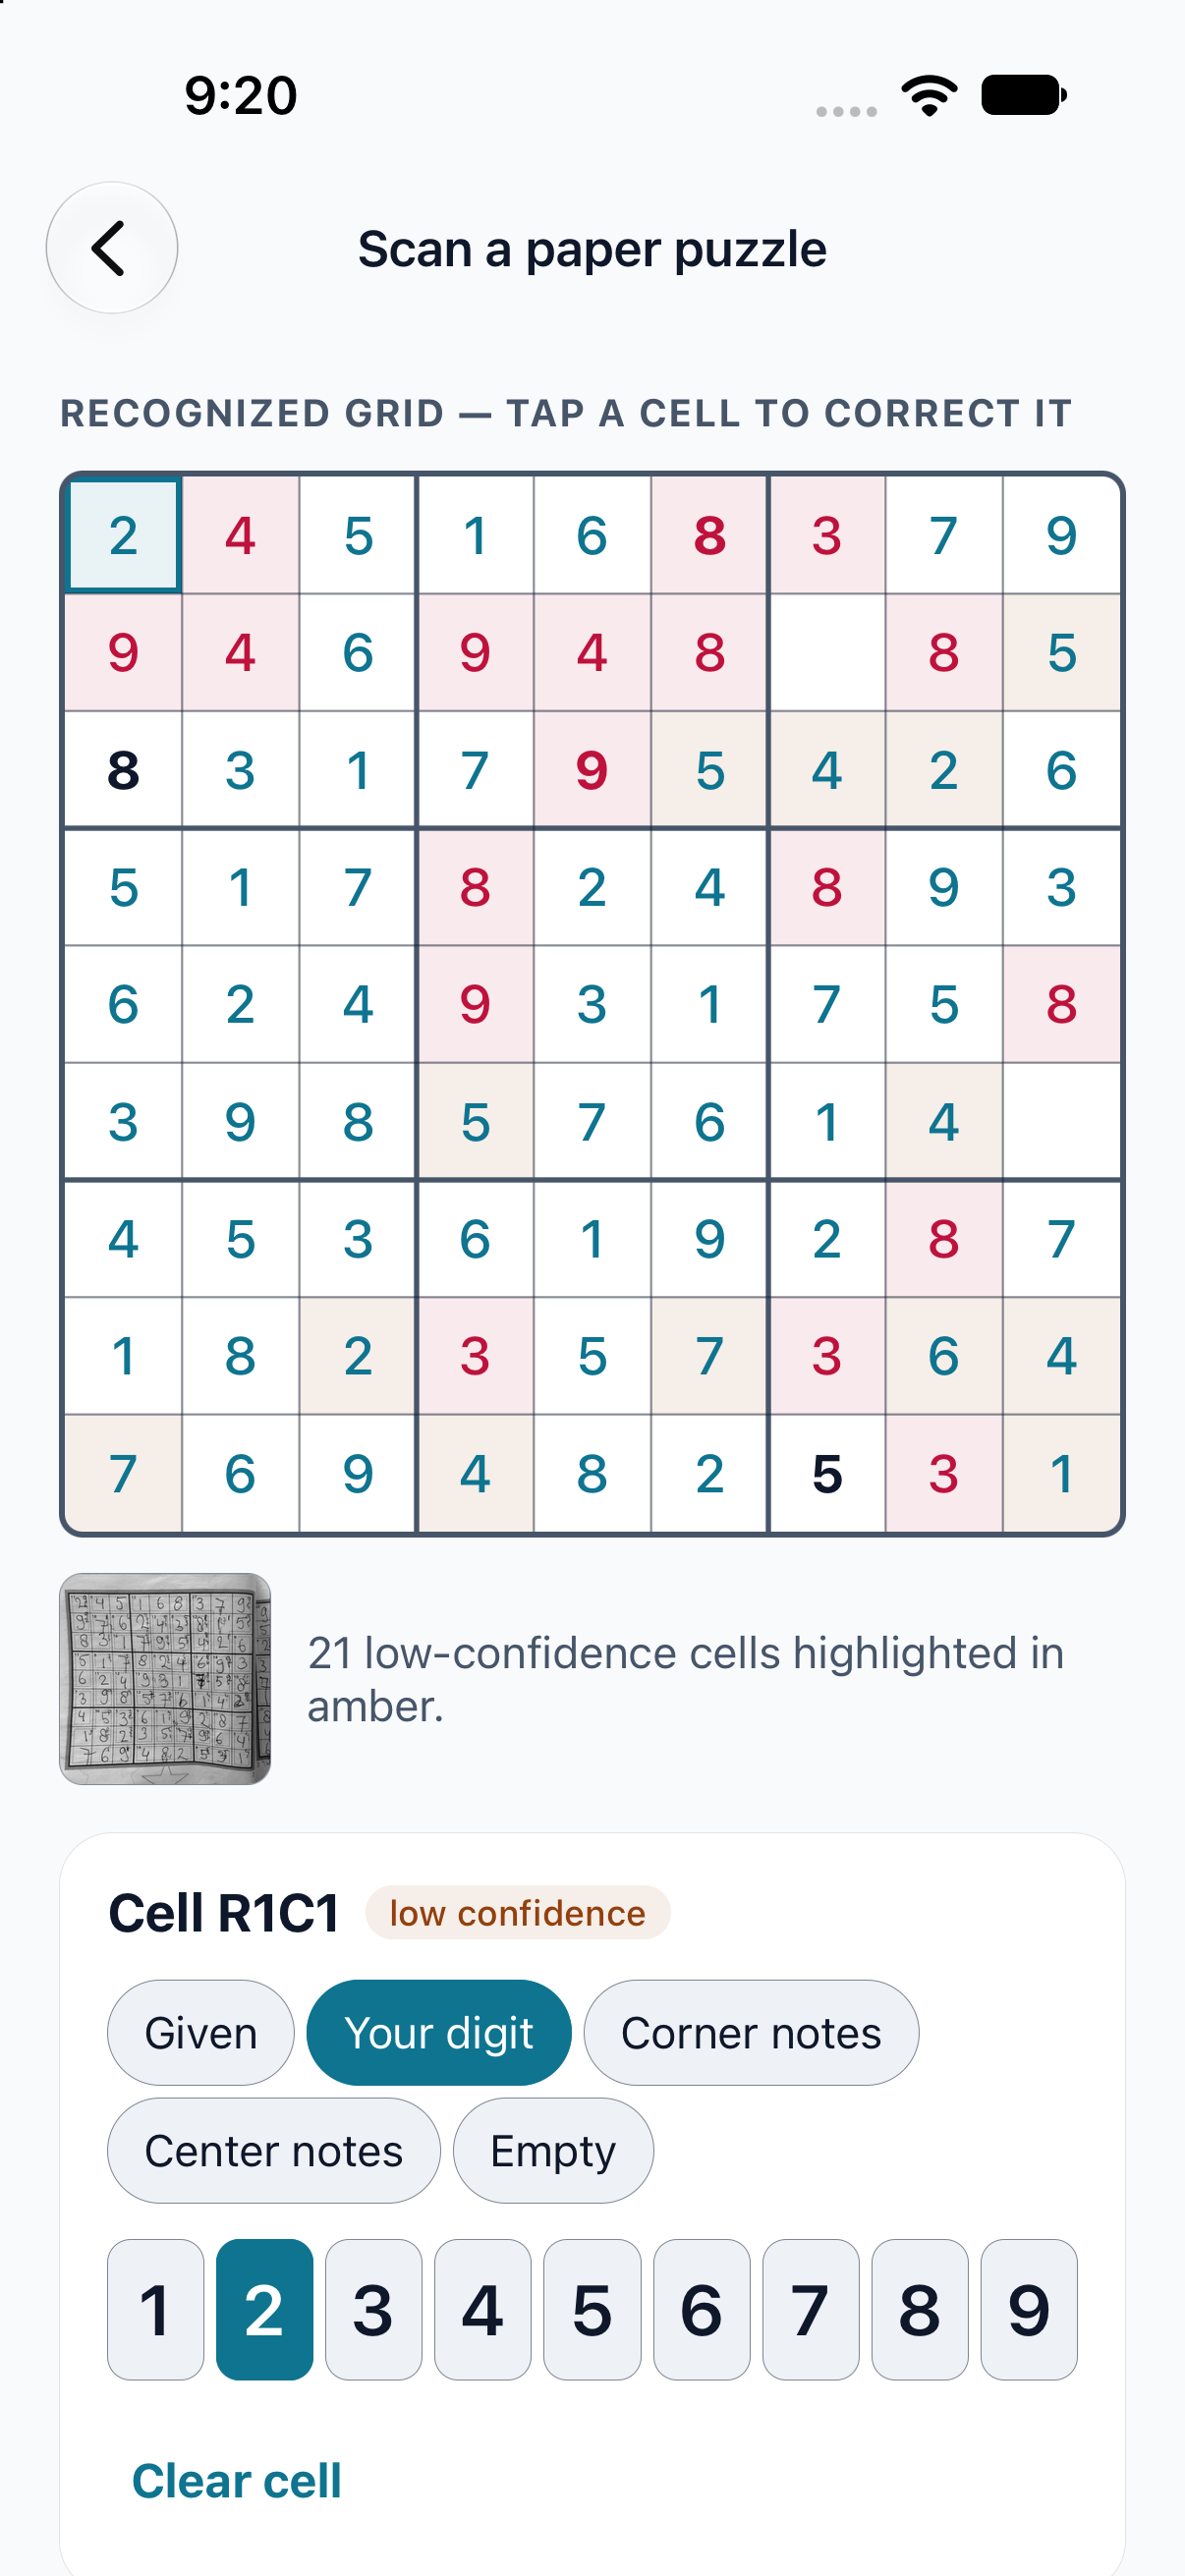 9:20
Scan a paper puzzle
RECOGNIZED GRID — TAP A CELL TO CORRECT IT
2 4 5 1 6 8 3 7 9
9 4 6 9 4 8 8 5
8 3 1 7 9 5 4 2 6
5 1 7 8 2 4 8 9 3
6 2 4 9 3 1 7 5 8
3 9 8 5 7 6 1 4
4 5 3 6 1 9 2 8 7
1 8 2 3 5 7 3 6 4
7 6 9 4 8 2 5 3 1
21 low-confidence cells highlighted in
amber.
Cell R1C1 low confidence
Given Your digit Corner notes
Center notes Empty
1 2 3 4 5 6 7 8 9
Clear cell